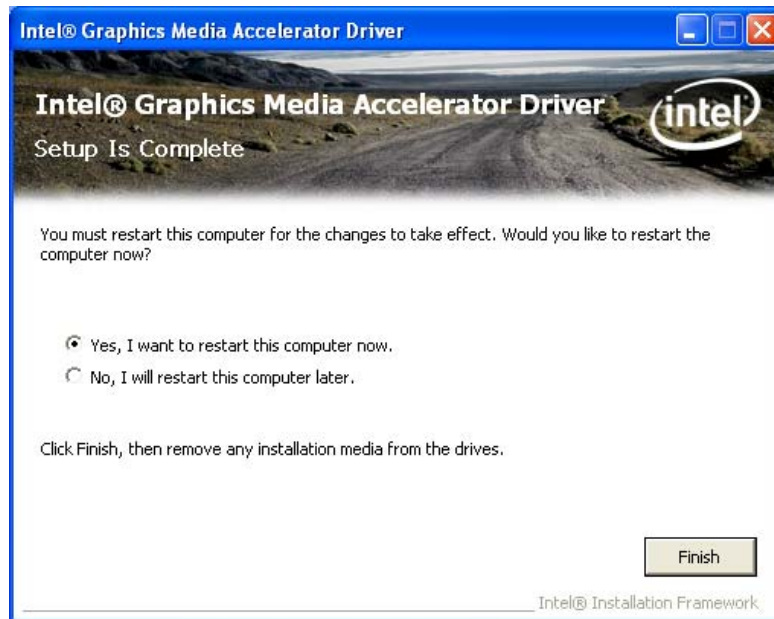 Intel® Graphics Media Accelerator Driver
Intel® Graphics Media Accelerator Driver
intel
Setup Is Complete
You must restart this computer for the changes to take effect. Would you like to restart the
computer now?
Yes, I want to restart this computer now.
No, I will restart this computer later.
Click Finish, then remove any installation media from the drives.
Finish
Intel® Installation Framework